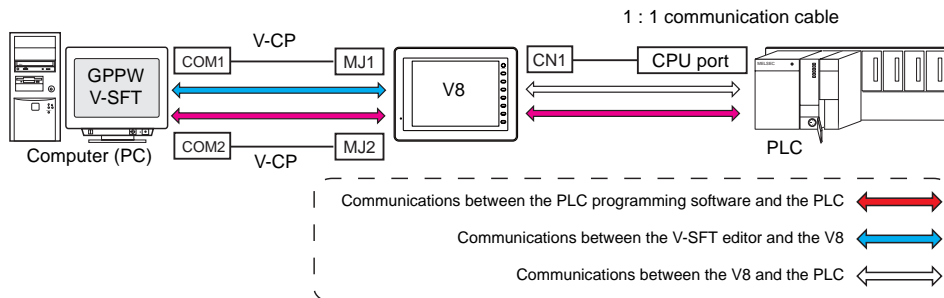 1 : 1 communication cable
V-CP
COM1
MJ1
CN1
CPU port
GPPW
V-SFT
V8
MELSEC
COM2
MJ2
V-CP
Computer (PC)
PLC
Communications between the PLC programming software and the PLC
Communications between the V-SFT editor and the V8
Communications between the V8 and the PLC